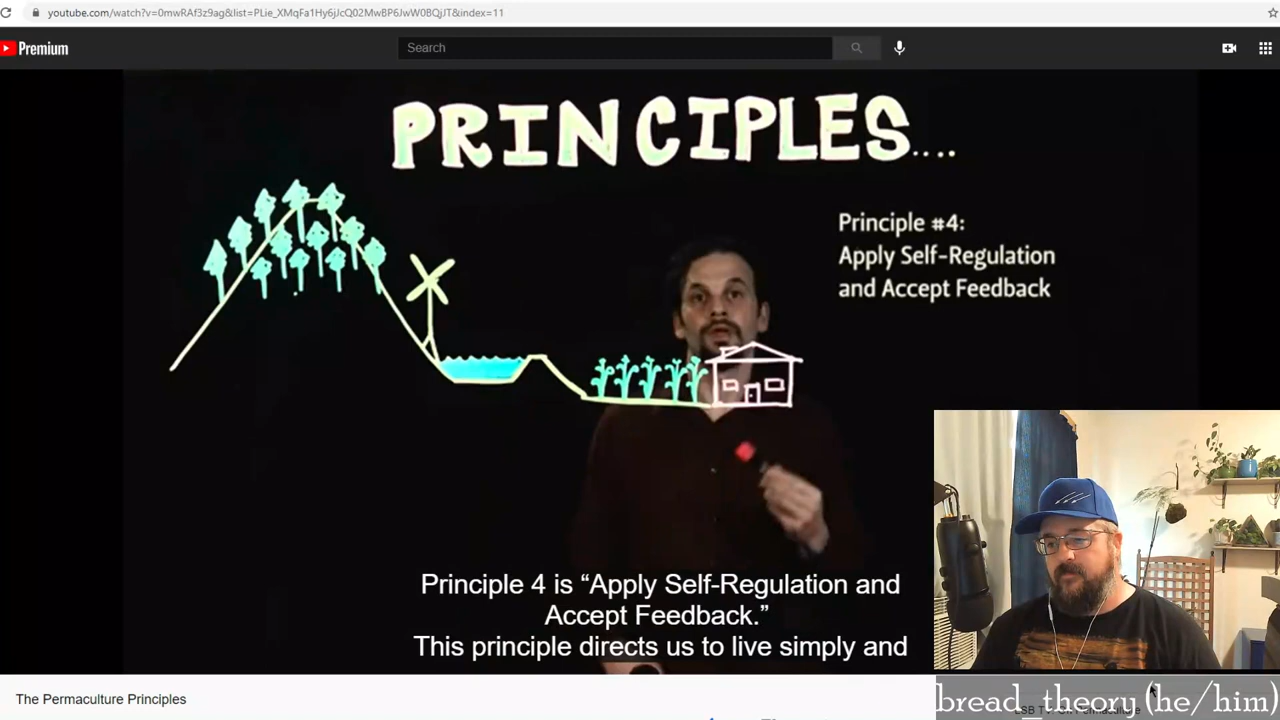 youtube.com/watch?v=0mwRAf3z9ag&list=PLie_XMqFa1Hy6jJcQ02MwBP6JwW0BQjJT&index=11
Premium
Search
PRINCIPLES....
Principle #4:
Apply Self-Regulation
and Accept Feedback
Principle 4 is “Apply Self-Regulation and
Accept Feedback.”
This principle directs us to live simply and
The Permaculture Principles
bread_theory (he/him)